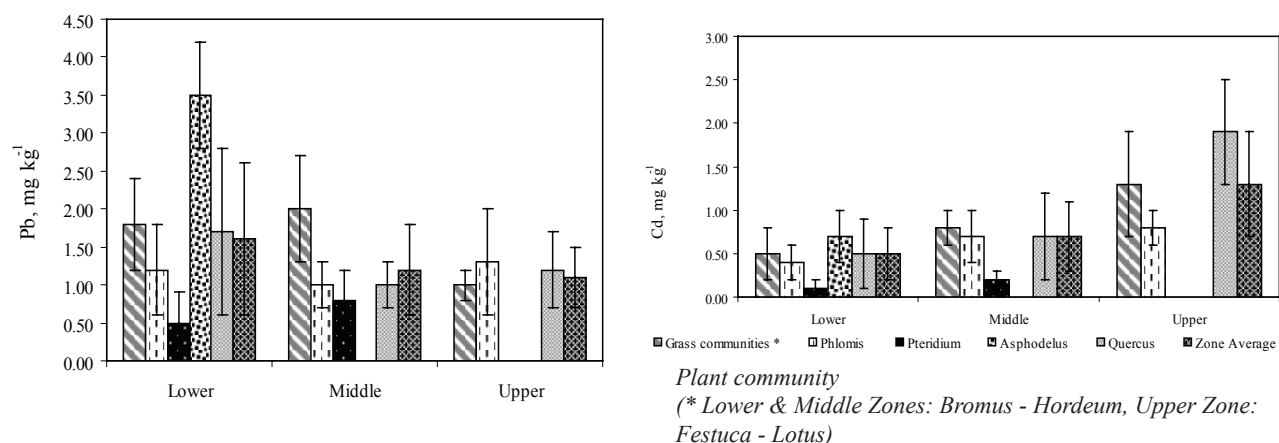 4.50
4.00
3.50
3.00
2.50
2.00
1.50
1.00
0.50
0.00
Pb, mg kg-1
Lower Middle Upper
3.00
2.50
2.00
1.50
1.00
0.50
0.00
Cd, mg kg-1
Lower Middle Upper
Grass communities * Phlomis Pteridium Asphodelus Quercus Zone Average
Plant community
(* Lower & Middle Zones: Bromus - Hordeum, Upper Zone:
Festuca - Lotus)